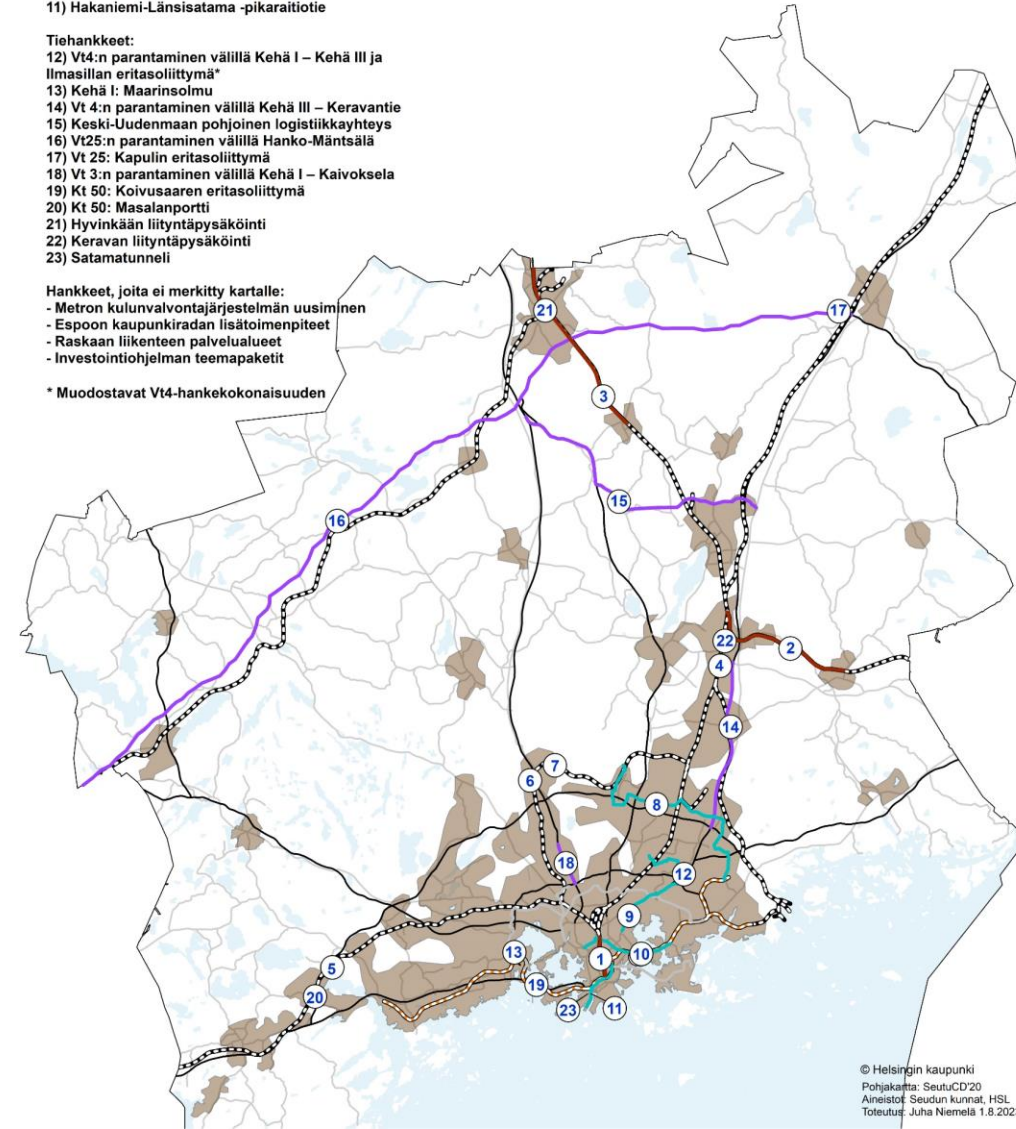 11) Hakaniemi-Länsisatama -pikaraitiotie
Tiehankkeet:
12) Vt4:n parantaminen välillä Kehä I – Kehä III ja
Ilmasillan eritasoliittymä*
13) Kehä I: Maarinsolmu
14) Vt 4:n parantaminen välillä Kehä III – Keravantie
15) Keski-Uudenmaan pohjoinen logistiikkayhteys
16) Vt25:n parantaminen välillä Hanko-Mäntsälä
17) Vt 25: Kapulin eritasoliittymä
18) Vt 3:n parantaminen välillä Kehä I – Kaivoksela
19) Kt 50: Koivusaaren eritasoliittymä
20) Kt 50: Masalanportti
21) Hyvinkään liityntäpysäköinti
22) Keravan liityntäpysäköinti
23) Satamatunneli
Hankkeet, joita ei merkitty kartalle:
- Metron kulunvalvontajärjestelmän uusiminen
- Espoon kaupunkiradan lisätoimenpiteet
- Raskaan liikenteen palvelualueet
- Investointiohjelman teemapaketit
* Muodostavat Vt4-hankekokonaisuuden
21
17
3
15
16
22
2
4
14
7
6
8
18
12
9
13
10
1
5
19
20
23
11
© Helsingin kaupunki
Pohjakartta: SeutuCD'20
Aineistot: Seudun kunnat, HSL
Toteutus: Juha Niemelä 1.8.2023